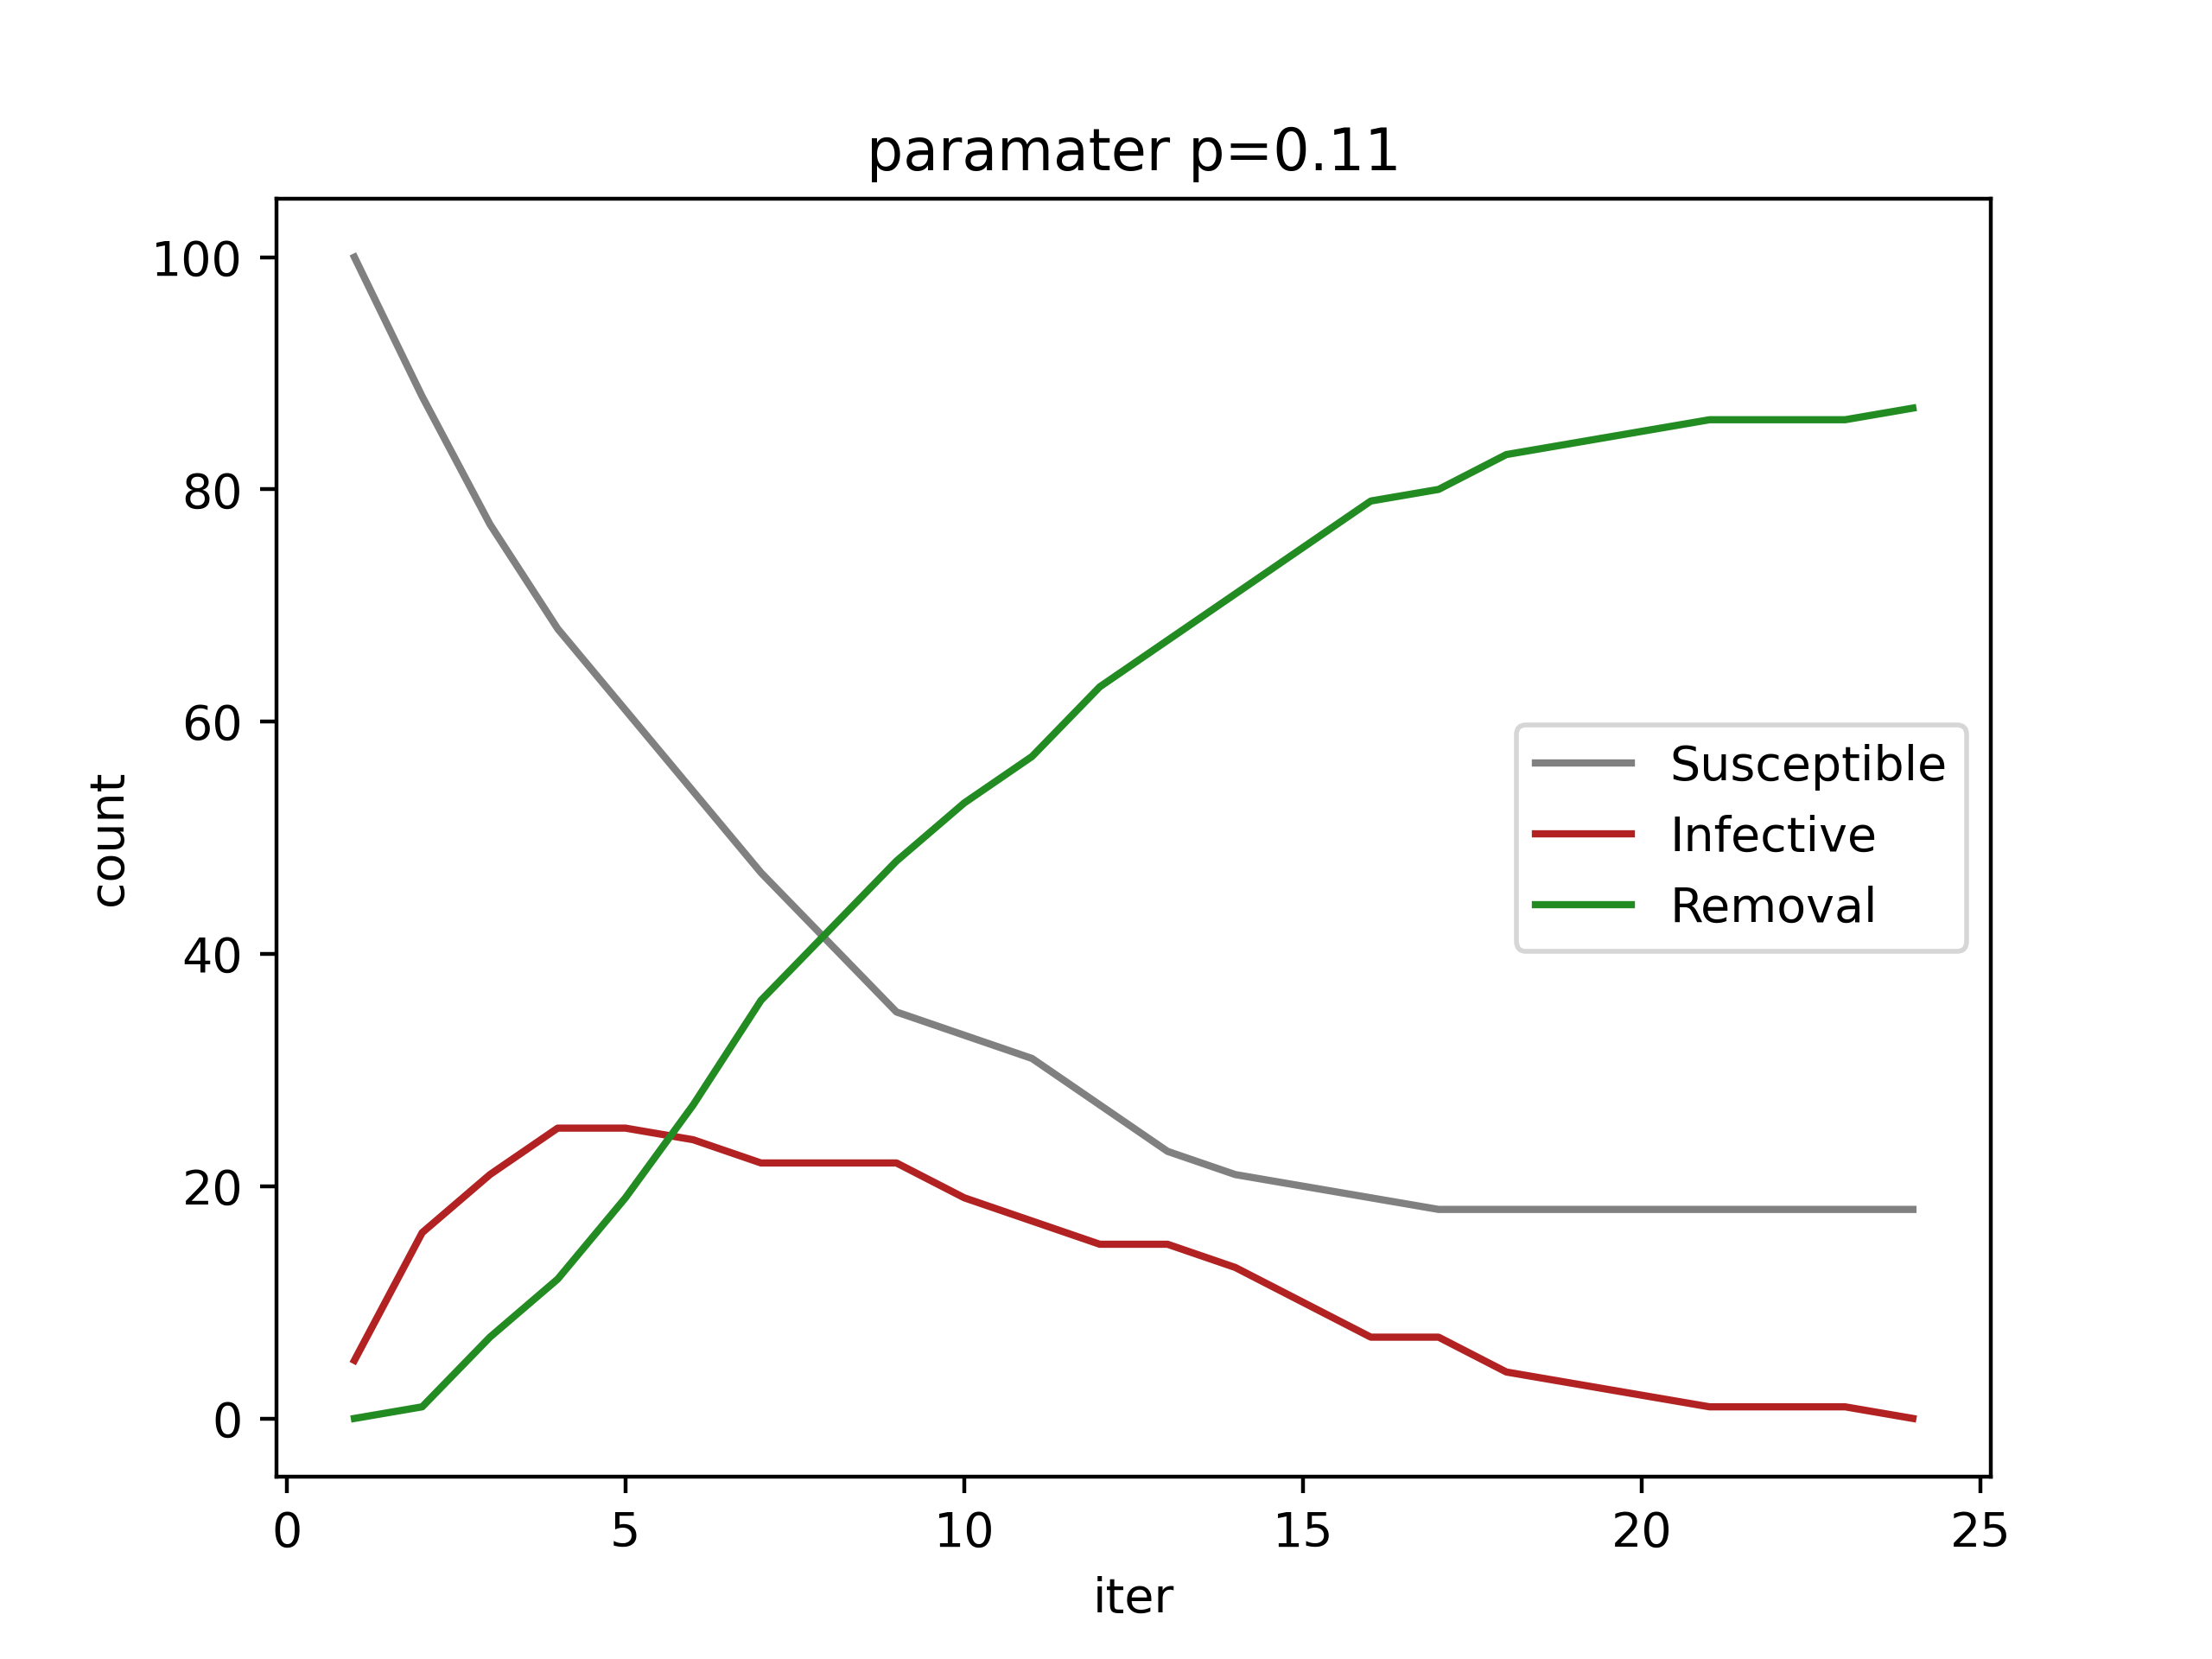 paramater p=0.11
100
80
60
40
20
0
count
Susceptible
Infective
Removal
0 5 10 15 20 25
iter